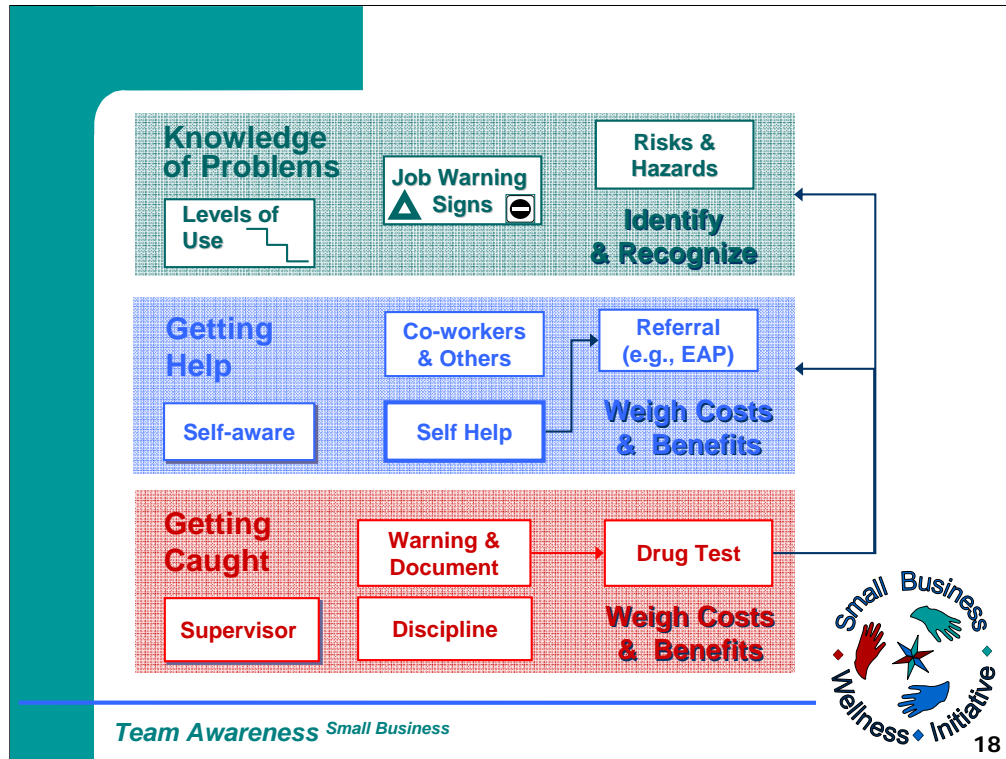 Knowledge
of Problems
Levels of
Use
Job Warning
Signs
Risks &
Hazards
Identify
& Recognize
Getting
Help
Self-aware
Co-workers
& Others
Self Help
Referral
(e.g., EAP)
Weigh Costs
& Benefits
Getting
Caught
Supervisor
Warning &
Document
Discipline
Drug Test
Weigh Costs
& Benefits
Small Business
Wellness Initiative
Team Awareness Small Business
18